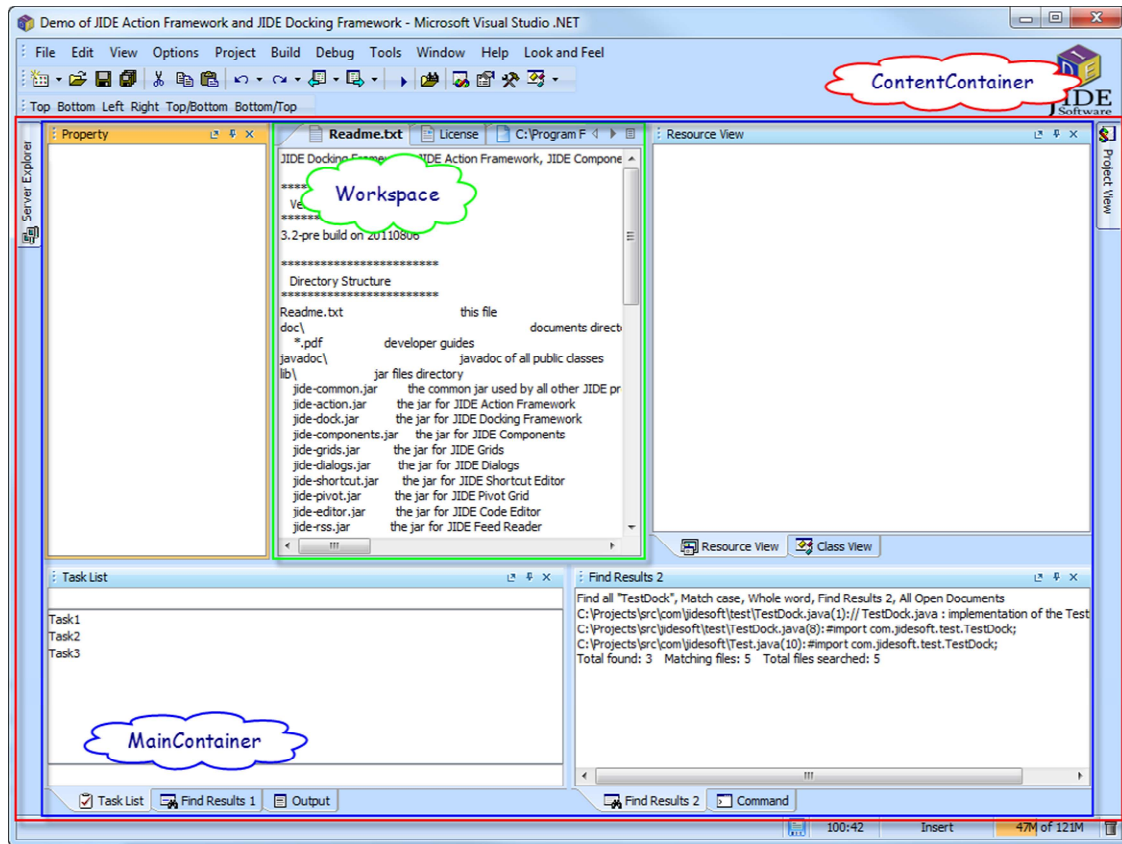 Demo of JIDE Action Framework and JIDE Docking Framework - Microsoft Visual Studio .NET
File Edit View Options Project Build Debug Tools Window Help Look and Feel
ContentContainer
JIDE
Software
Top Bottom Left Right Top/Bottom Bottom/Top
Server Explorer
Property
Readme.txt License C:\Program F
Resource View
Project View
JIDE Docking JIDE Action Framework, JIDE Compone
*****
Workspace
Ve
******
3.2-pre build on 20110806
************************
Directory Structure
************************
Readme.txt this file
doc\ documents direct
*.pdf developer guides
javadoc\ javadoc of all public classes
lib\ jar files directory
jide-common.jar the common jar used by all other JIDE pr
jide-action.jar the jar for JIDE Action Framework
jide-dock.jar the jar for JIDE Docking Framework
jide-components.jar the jar for JIDE Components
jide-grids.jar the jar for JIDE Grids
jide-dialogs.jar the jar for JIDE Dialogs
jide-shortcut.jar the jar for JIDE Shortcut Editor
jide-pivot.jar the jar for JIDE Pivot Grid
jide-editor.jar the jar for JIDE Code Editor
jide-rss.jar the jar for JIDE Feed Reader
Resource View Class View
Task List
Task1
Task2
Task3
MainContainer
Task List Find Results 1 Output
Find Results 2
Find all "TestDock", Match case, Whole word, Find Results 2, All Open Documents
C:\Projects\src\com\jidesoft\test\TestDock.java(1):// TestDock.java : implementation of the Test
C:\Projects\src\jidesoft\test\TestDock.java(8):#import com.jidesoft.test.TestDock;
C:\Projects\src\com\jidesoft\Test.java(10):#import com.jidesoft.test.TestDock;
Total found: 3 Matching files: 5 Total files searched: 5
Find Results 2 Command
100:42 Insert 47M of 121M